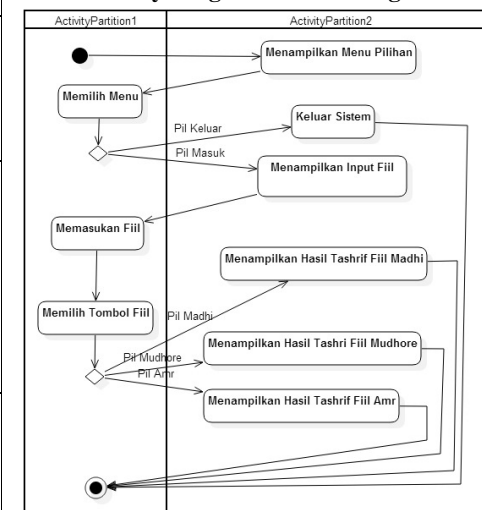 ActivityPartition1
ActivityPartition2
Menampilkan Menu Pilihan
Memilih Menu
Keluar Sistem
Pil Keluar
Pil Masuk
Menampilkan Input Fiil
Memasukan Fiil
Menampilkan Hasil Tashrif Fiil Madhi
Memilih Tombol Fiil
Pil Madhi
Menampilkan Hasil Tashri Fiil Mudhore
Pil Mudhore
Pil Amr
Menampilkan Hasil Tashrif Fiil Amr